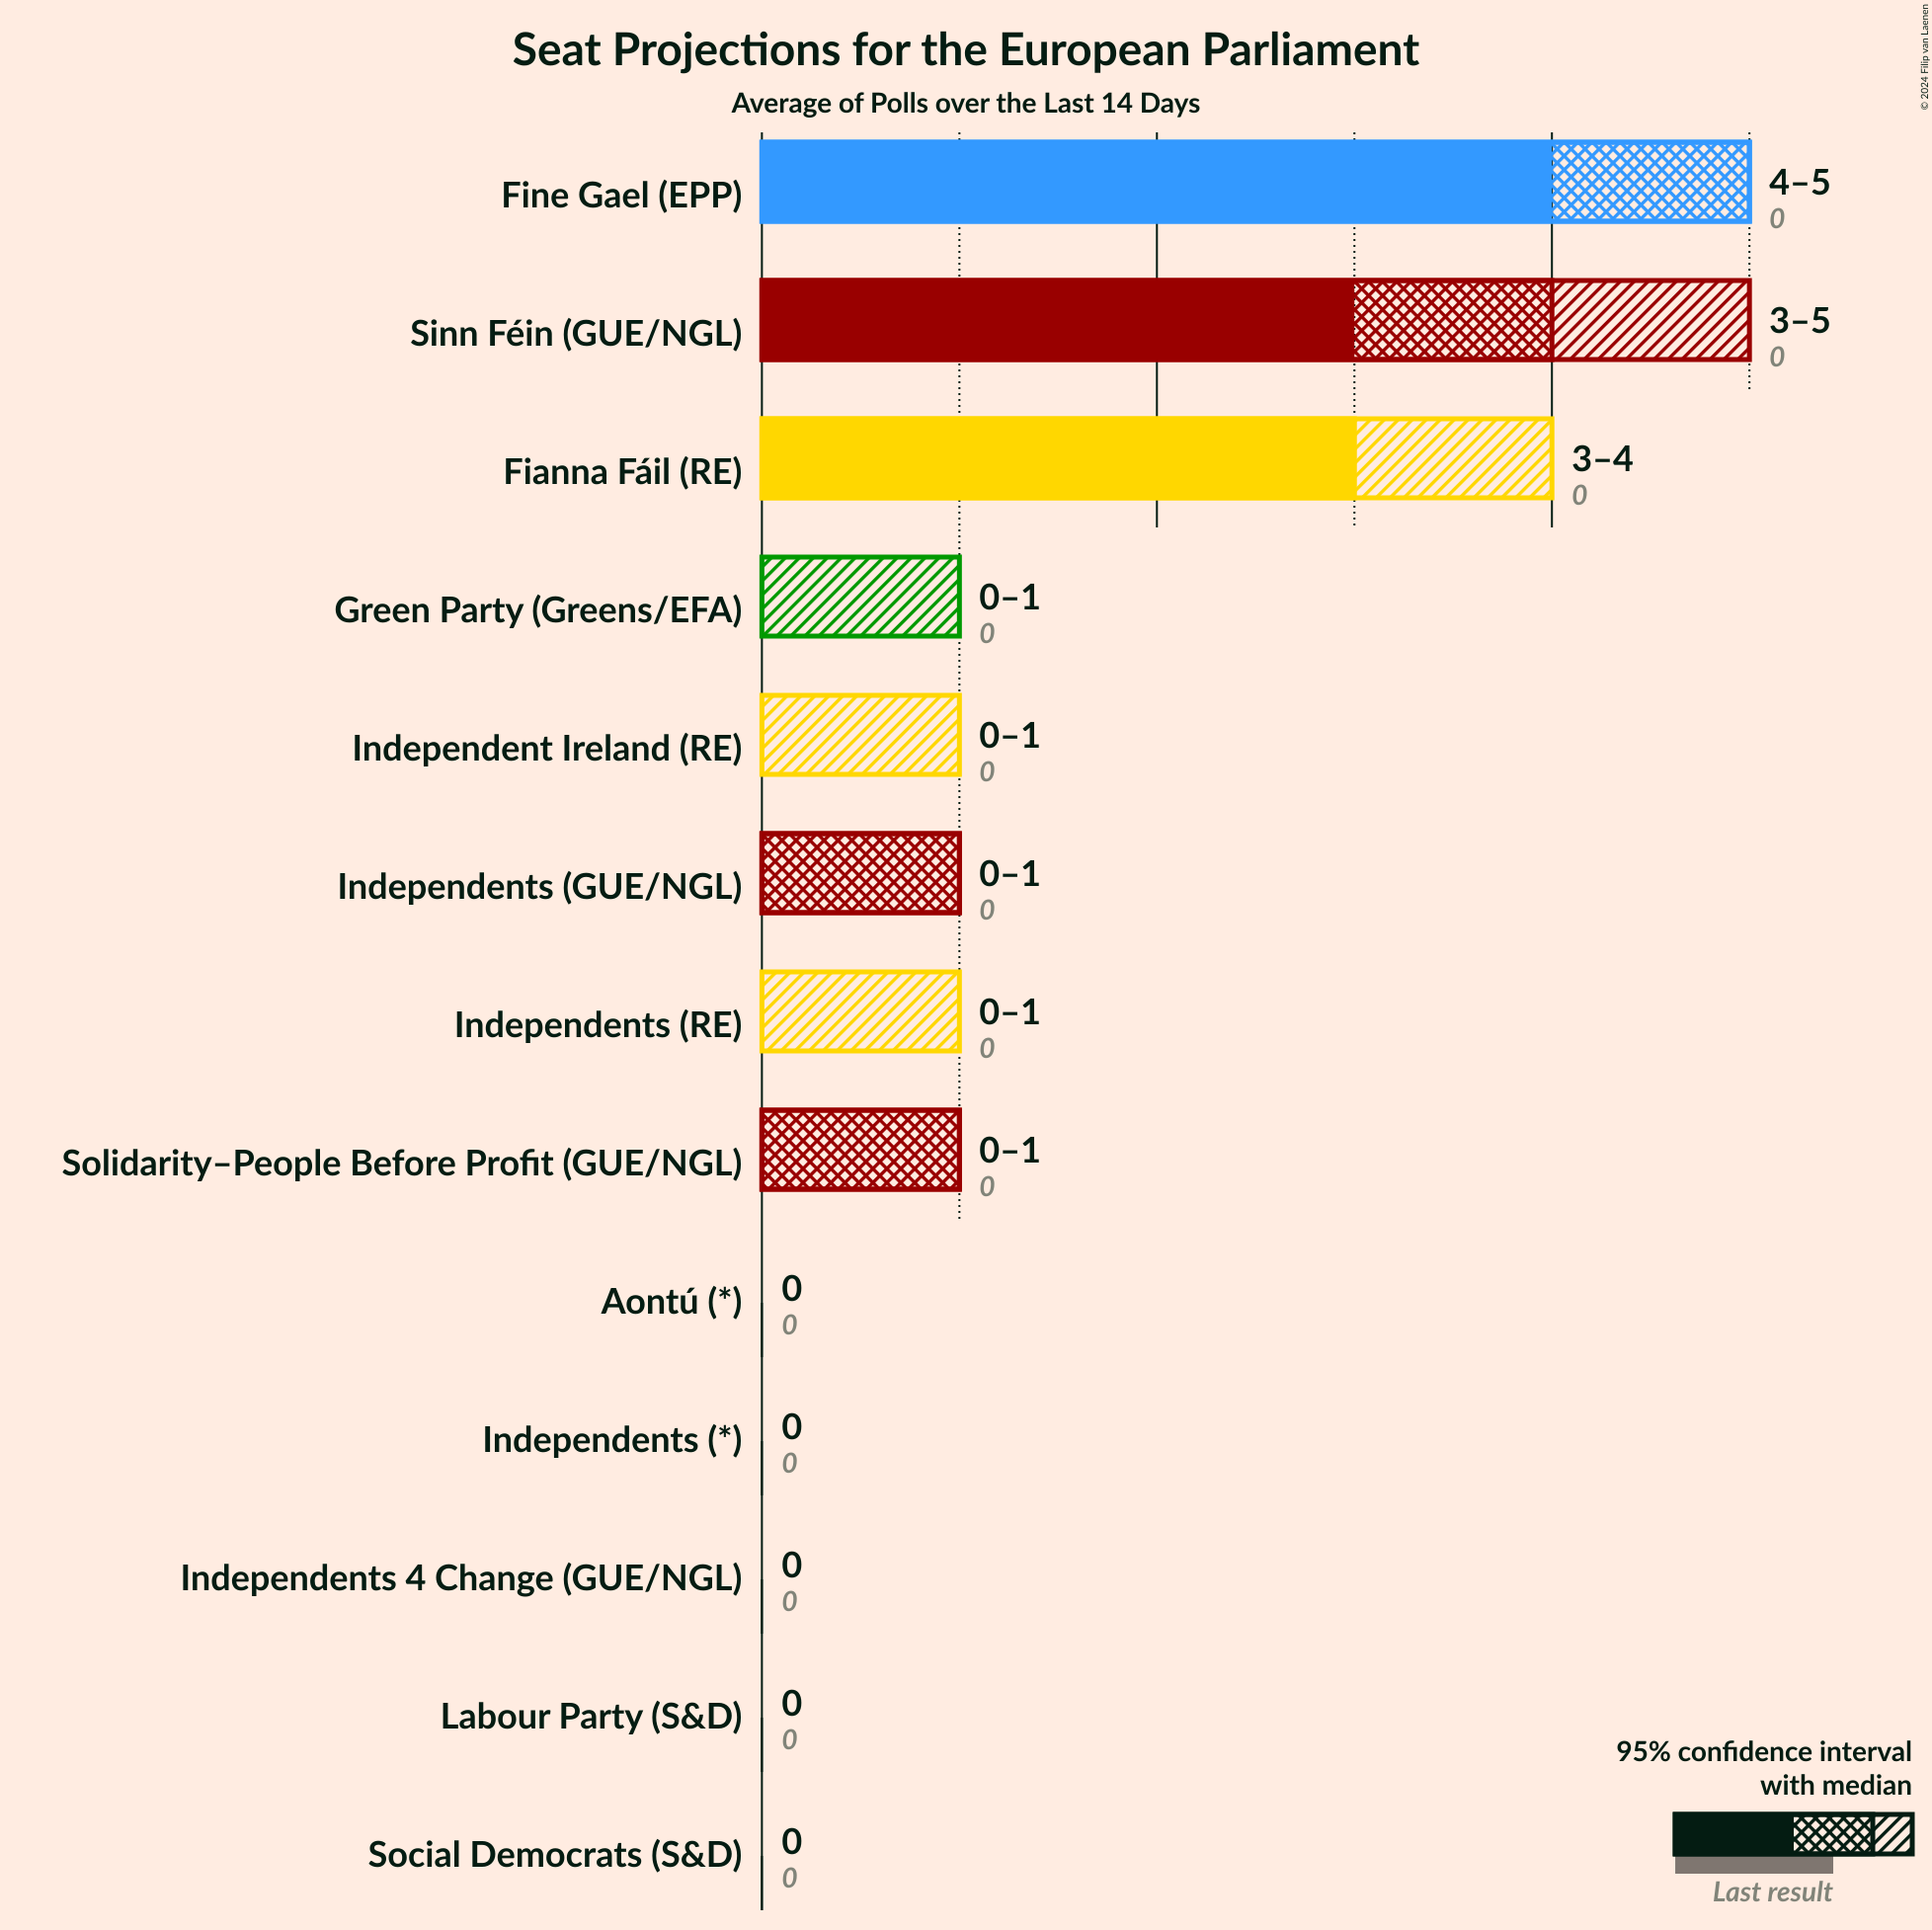 Seat Projections for the European Parliament
Average of Polls over the Last 14 Days
© 2024 Filip van Laenen
Fine Gael (EPP)
4–5
0
Sinn Féin (GUE/NGL)
3–5
0
Fianna Fáil (RE)
3–4
0
Green Party (Greens/EFA)
0–1
0
Independent Ireland (RE)
0–1
0
Independents (GUE/NGL)
0–1
0
Independents (RE)
0–1
0
Solidarity–People Before Profit (GUE/NGL)
0–1
0
Aontú (*)
0
0
Independents (*)
0
0
Independents 4 Change (GUE/NGL)
0
0
Labour Party (S&D)
0
0
Social Democrats (S&D)
0
0
95% confidence interval
with median
Last result